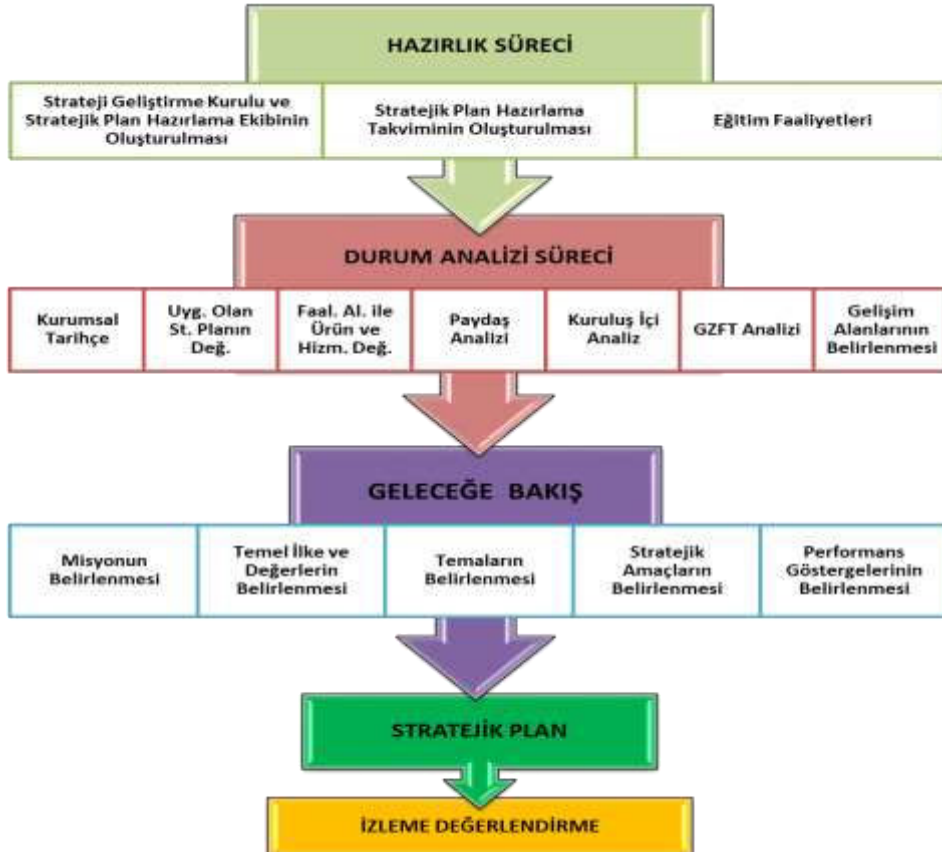 HAZIRLIK SÜRECİ
Strateji Geliştirme Kurulu ve
Stratejik Plan Hazırlama Ekibinin
Oluşturulması
Stratejik Plan Hazırlama
Takviminin Oluşturulması
Eğitim Faaliyetleri
DURUM ANALİZİ SÜRECİ
Kurumsal
Tarihçe
Uyg. Olan
St. Planın
Değ.
Faal. Al. ile
Ürün ve
Hizm. Değ.
Paydaş
Analizi
Kuruluş İçi
Analiz
GZFT Analizi
Gelişim
Alanlarının
Belirlenmesi
GELECEĞE BAKIŞ
Misyonun
Belirlenmesi
Temel İlke ve
Değerlerin
Belirlenmesi
Temaların
Belirlenmesi
Stratejik
Amaçların
Belirlenmesi
Performans
Göstergelerinin
Belirlenmesi
STRATEJİK PLAN
İZLEME DEĞERLENDİRME